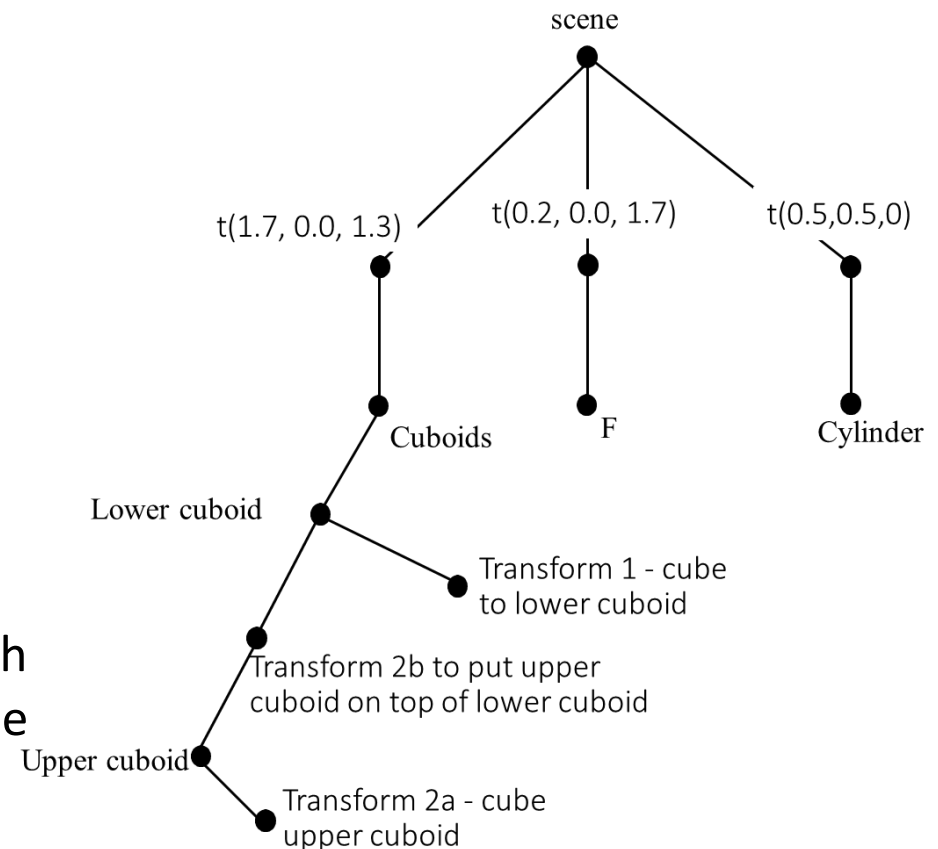 scene
t(1.7, 0.0, 1.3)
t(0.2, 0.0, 1.7)
t(0.5,0.5,0)
Cuboids
F
Cylinder
Lower cuboid
Transform 1 - cube
to lower cuboid
h
Transform 2b to put upper
cuboid on top of lower cuboid
e
Upper cuboid
Transform 2a - cube
upper cuboid